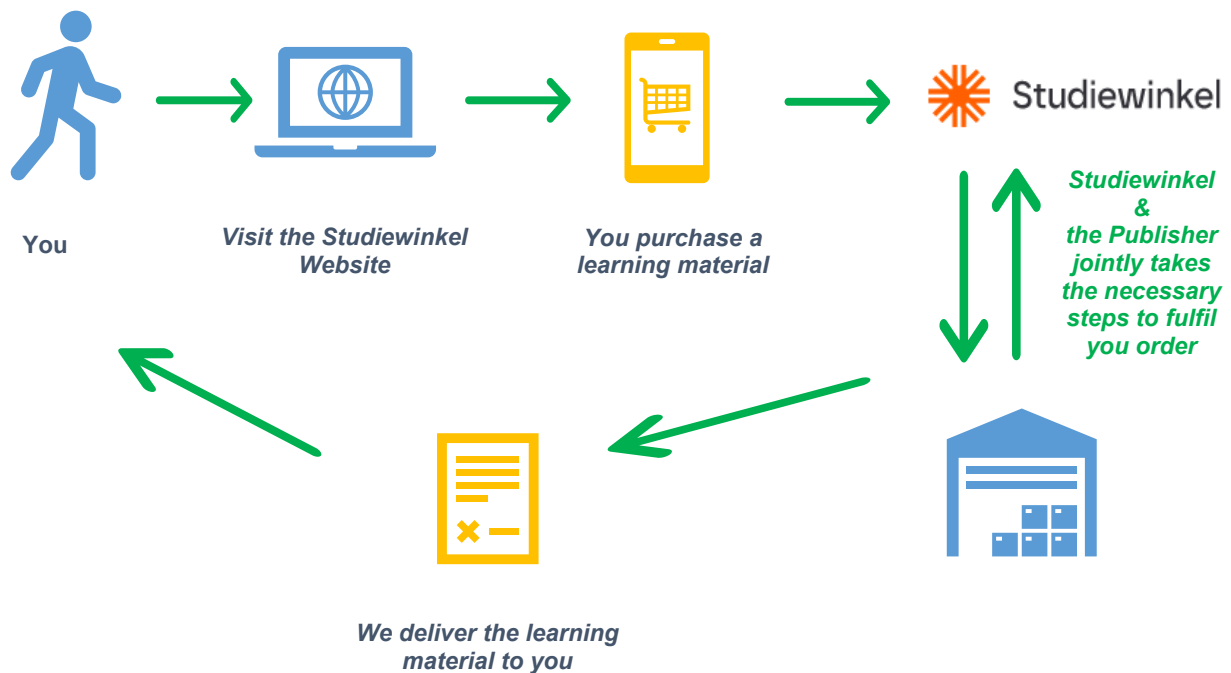 Studiewinkel
You
Visit the Studiewinkel
Website
You purchase a
learning material
Studiewinkel
&
the Publisher
jointly takes
the necessary
steps to fulfil
you order
We deliver the learning
material to you